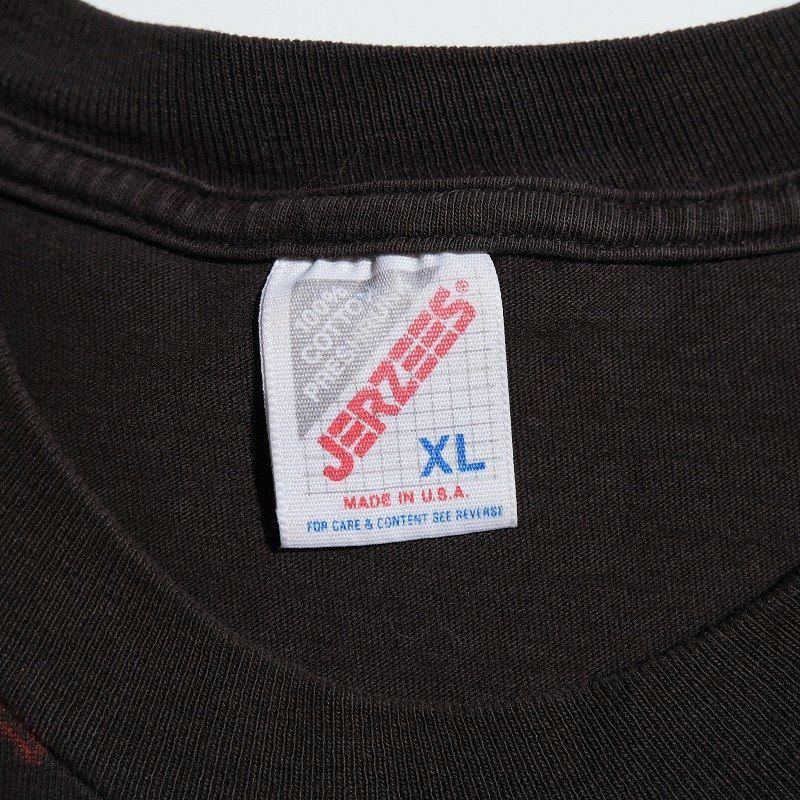 100%
COTTON
PRESHRUNK
JERZEES®
XL
MADE IN U.S.A.
FOR CARE & CONTENT SEE REVERSE